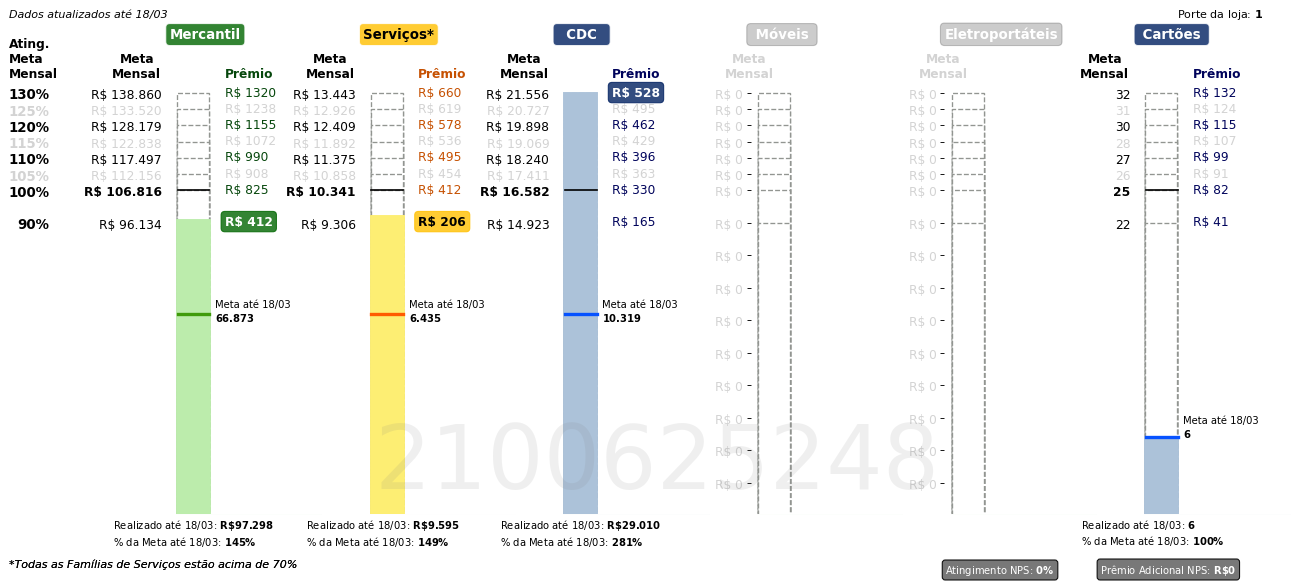 Dados atualizados até 18/03
Porte da loja: 1
Mercantil Serviços* CDC Móveis Eletroportáteis Cartões
Ating. Meta Mensal
Meta Mensal Prêmio Meta Mensal Prêmio Meta Mensal Prêmio Meta Mensal Meta Mensal Meta Mensal Prêmio
130% R$ 138.860 R$ 1320 R$ 13.443 R$ 660 R$ 21.556 R$ 528 R$ 0 R$ 0 32 R$ 132
125% R$ 133.520 R$ 1238 R$ 12.926 R$ 619 R$ 20.727 R$ 495 R$ 0 R$ 0 31 R$ 124
120% R$ 128.179 R$ 1155 R$ 12.409 R$ 578 R$ 19.898 R$ 462 R$ 0 R$ 0 30 R$ 115
115% R$ 122.838 R$ 1072 R$ 11.892 R$ 536 R$ 19.069 R$ 429 R$ 0 R$ 0 28 R$ 107
110% R$ 117.497 R$ 990 R$ 11.375 R$ 495 R$ 18.240 R$ 396 R$ 0 R$ 0 27 R$ 99
105% R$ 112.156 R$ 908 R$ 10.858 R$ 454 R$ 17.411 R$ 363 R$ 0 R$ 0 26 R$ 91
100% R$ 106.816 R$ 825 R$ 10.341 R$ 412 R$ 16.582 R$ 330 R$ 0 R$ 0 25 R$ 82
90% R$ 96.134 R$ 412 R$ 9.306 R$ 206 R$ 14.923 R$ 165 R$ 0 R$ 0 22 R$ 41
R$ 0 R$ 0
R$ 0 R$ 0
Meta até 18/03 Meta até 18/03 Meta até 18/03
66.873 6.435 10.319
R$ 0 R$ 0
R$ 0 R$ 0
R$ 0 R$ 0
R$ 0 R$ 0
Meta até 18/03
6
R$ 0 R$ 0
R$ 0 R$ 0
2100625248
Realizado até 18/03: R$97.298 Realizado até 18/03: R$9.595 Realizado até 18/03: R$29.010 Realizado até 18/03: 6
% da Meta até 18/03: 145% % da Meta até 18/03: 149% % da Meta até 18/03: 281% % da Meta até 18/03: 100%
*Todas as Famílias de Serviços estão acima de 70%
Atingimento NPS: 0% Prêmio Adicional NPS: R$0